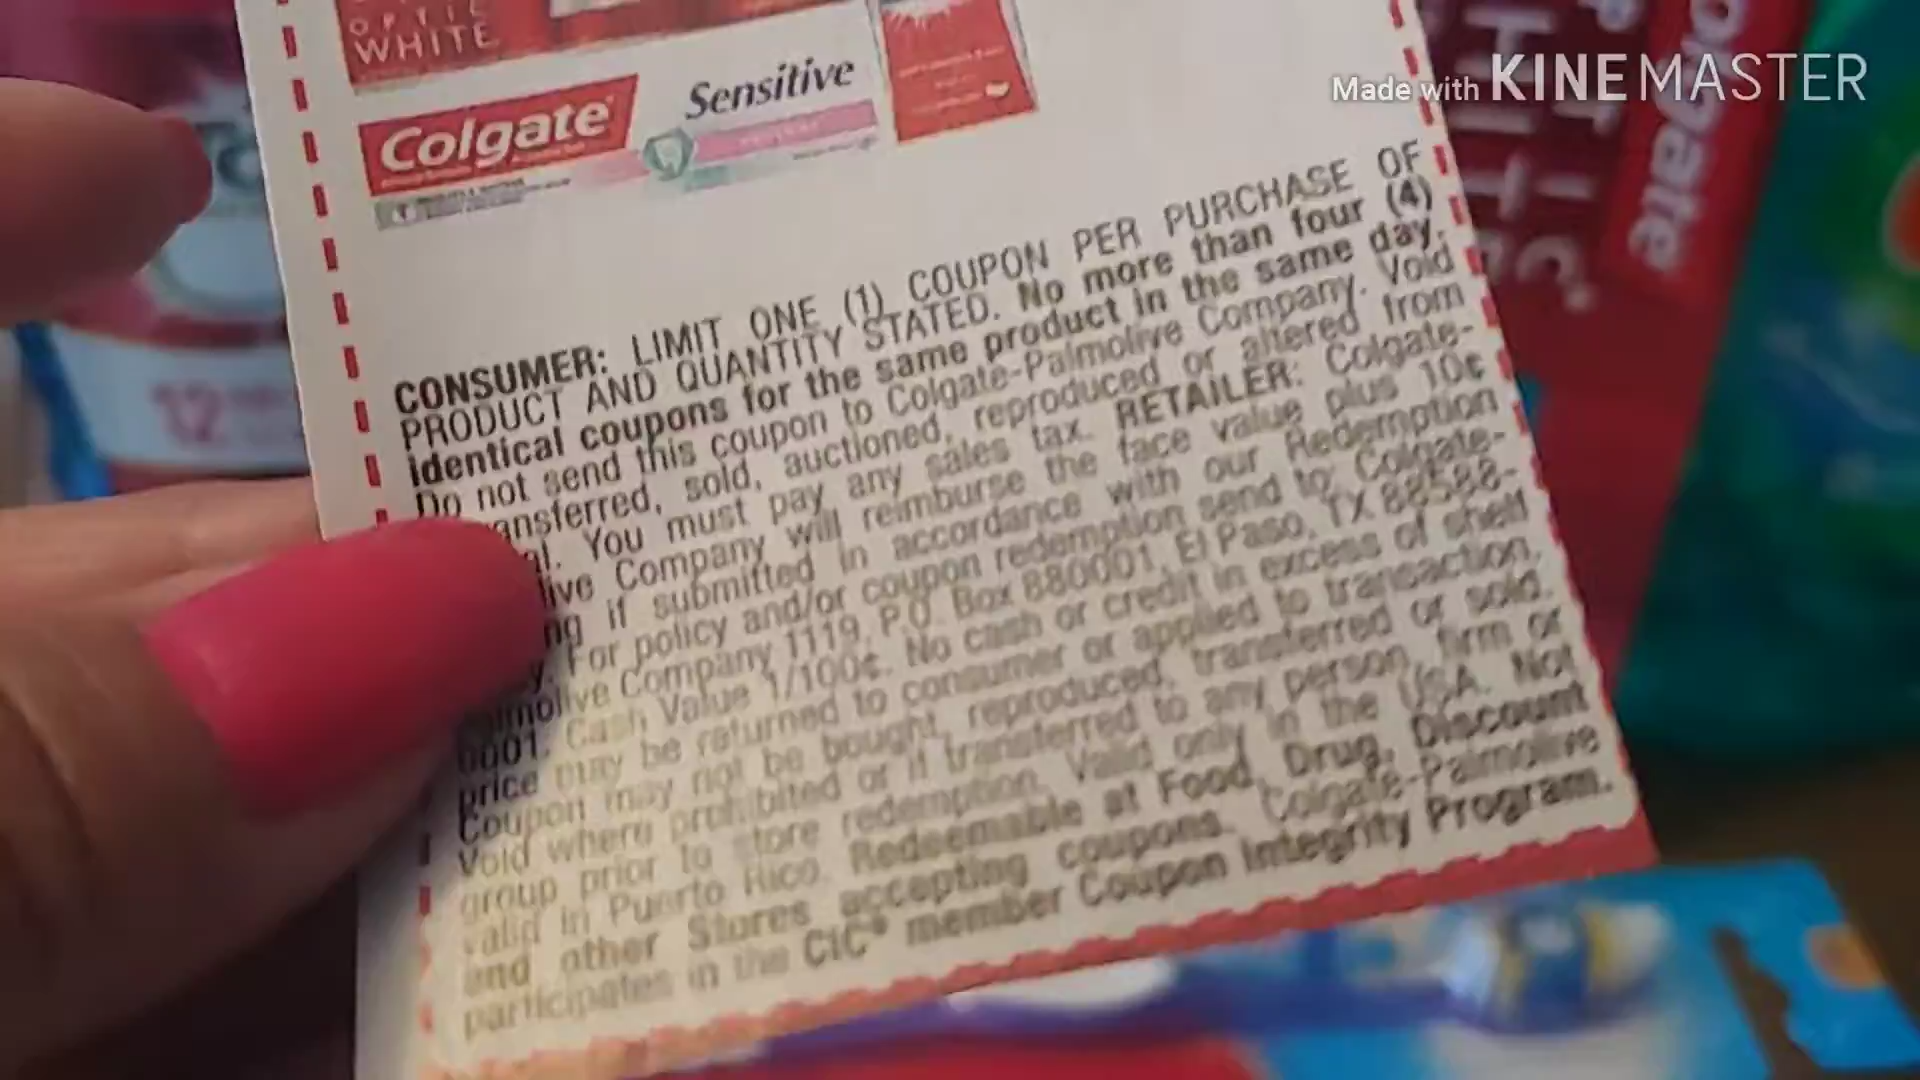 OPTIC
WHITE
Colgate
Sensitive
Made with KINEMASTER
Colgate
CONSUMER: LIMIT ONE (1) COUPON PER PURCHASE OF
PRODUCT AND QUANTITY STATED. No more than four (4)
identical coupons for the same product in the same day.
Do not send this coupon to Colgate-Palmolive Company. Void
sold, auctioned, reproduced or altered from
You must pay any sales tax. RETAILER: Colgate-
Company will reimburse the face value plus 10¢
if submitted in accordance with our Redemption
For policy and/or coupon redemption send to: Colgate-
Company 1119, P.O. Box 880001, El Paso, TX 88588-
0001. Cash Value 1/100¢. No cash or credit in excess of shelf
price may be returned to consumer or applied to transaction.
Coupon may not be bought, reproduced, transferred or sold.
Void where prohibited or if transferred to any person, firm or
group prior to store redemption. Valid only in the USA. Not
valid in Puerto Rico. Redeemable at Food, Drug, Discount
and other Stores accepting coupons. Colgate-Palmolive
participates in the CIC® member Coupon Integrity Program.
12